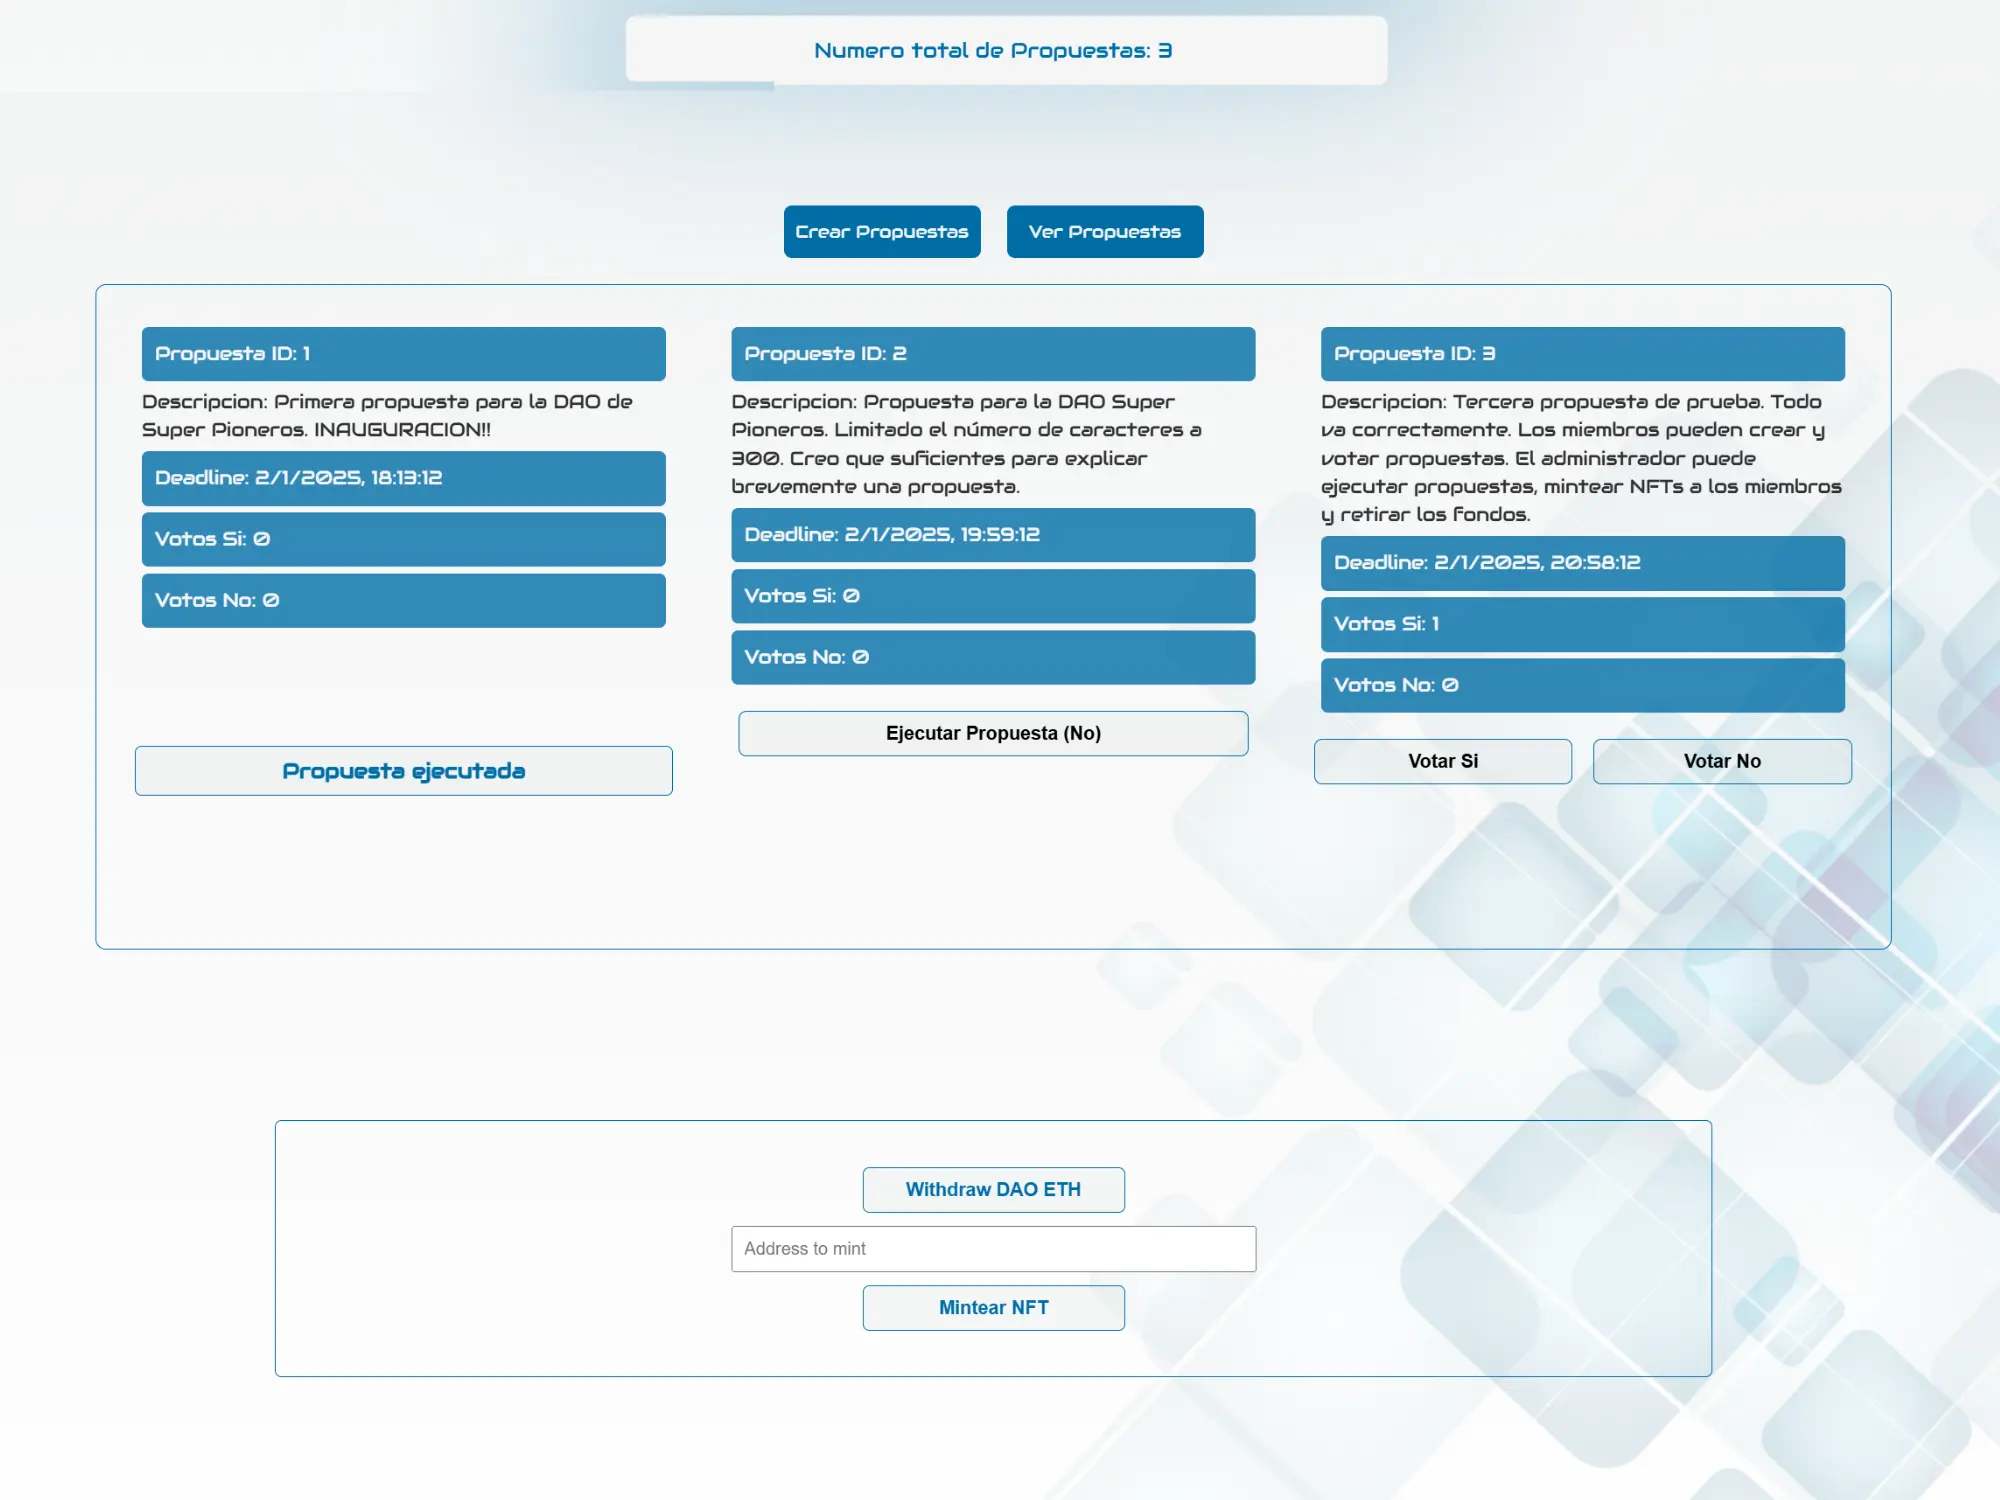 Numero total de Propuestas: 3
Crear Propuestas
Ver Propuestas
Propuesta ID: 1
Descripcion: Primera propuesta para la DAO de
Super Pioneros. INAUGURACION!!
Deadline: 2/1/2025, 18:13:12
Votos Si: 0
Votos No: 0
Propuesta ejecutada
Propuesta ID: 2
Descripcion: Propuesta para la DAO Super
Pioneros. Limitado el número de caracteres a
300. Creo que suficientes para explicar
brevemente una propuesta.
Deadline: 2/1/2025, 19:59:12
Votos Si: 0
Votos No: 0
Ejecutar Propuesta (No)
Propuesta ID: 3
Descripcion: Tercera propuesta de prueba. Todo
va correctamente. Los miembros pueden crear y
votar propuestas. El administrador puede
ejecutar propuestas, mintear NFTs a los miembros
y retirar los fondos.
Deadline: 2/1/2025, 20:58:12
Votos Si: 1
Votos No: 0
Votar Si
Votar No
Withdraw DAO ETH
Address to mint
Mintear NFT